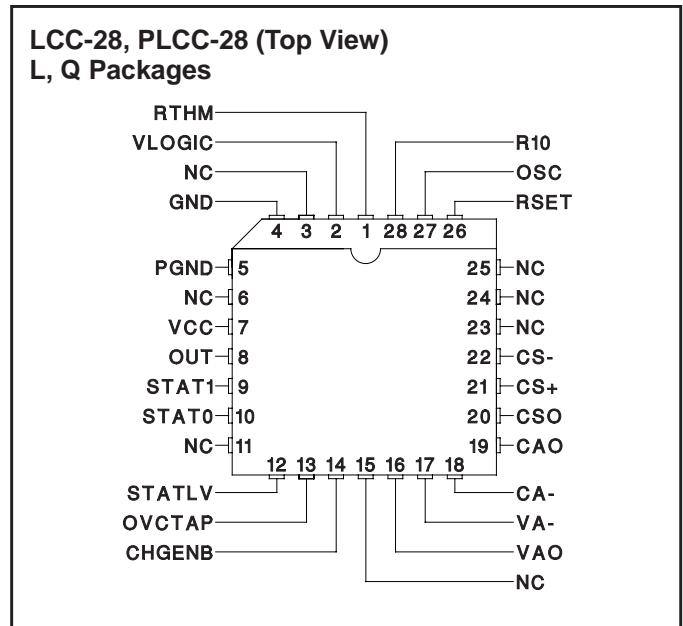 LCC-28, PLCC-28 (Top View)
L, Q Packages
RTHM
VLOGIC
NC
GND
R10
OSC
RSET
4 3 2 1 28 27 26
PGND 5
NC 6
VCC 7
OUT 8
STAT1 9
STAT0 10
NC 11
25 NC
24 NC
23 NC
22 CS-
21 CS+
20 CSO
19 CAO
12 13 14 15 16 17 18
STATLV
OVCTAP
CHGENB
CA-
VA-
VAO
NC